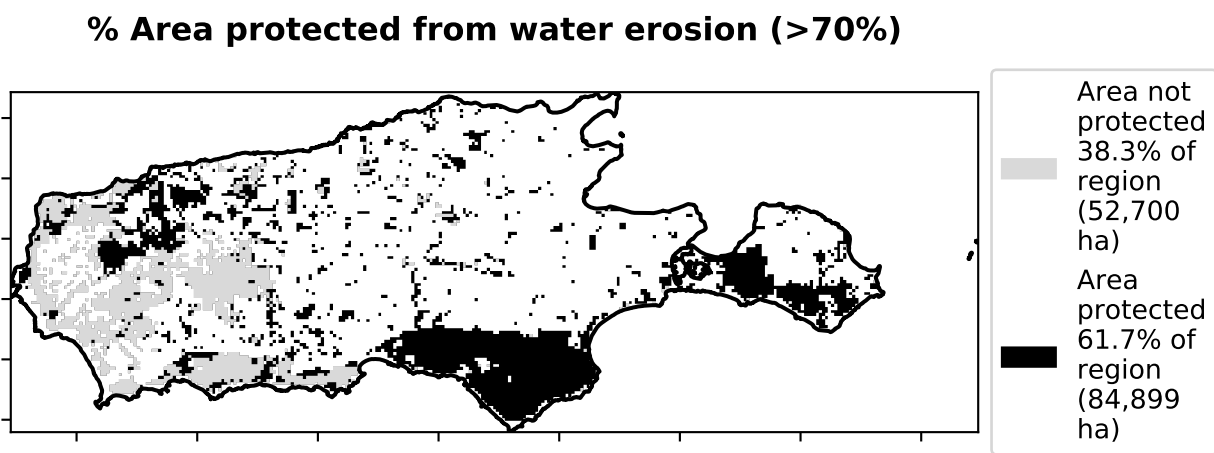 % Area protected from water erosion (>70%)
Area not
protected
38.3% of
region
(52,700
ha)
Area
protected
61.7% of
region
(84,899
ha)